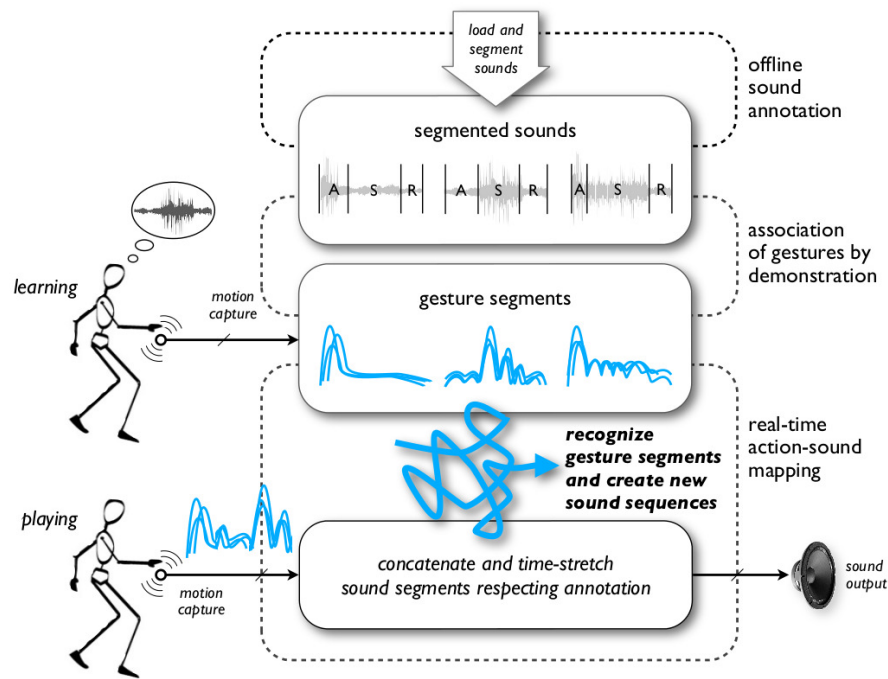 load and
segment
sounds
offline
sound
annotation
segmented sounds
A S R A S R A S R
association
of gestures by
demonstration
learning
motion
capture
gesture segments
real-time
action-sound
mapping
recognize
gesture segments
and create new
sound sequences
playing
motion
capture
concatenate and time-stretch
sound segments respecting annotation
sound
output